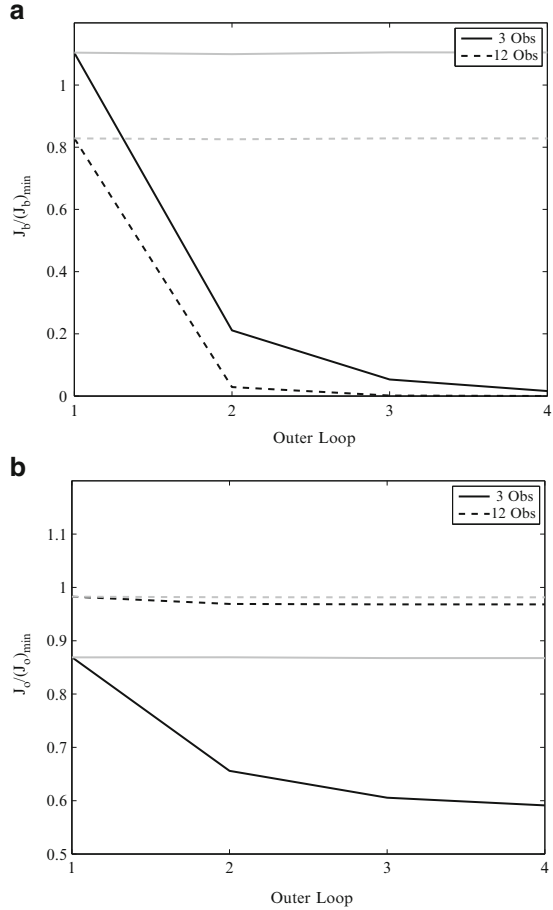 a
3 Obs
12 Obs
1
0.8
0.6
0.4
0.2
0
J_b/(J_b)_min
1
2
3
4
Outer Loop
b
3 Obs
12 Obs
1.1
1
0.9
0.8
0.7
0.6
0.5
J_o/(J_o)_min
1
2
3
4
Outer Loop